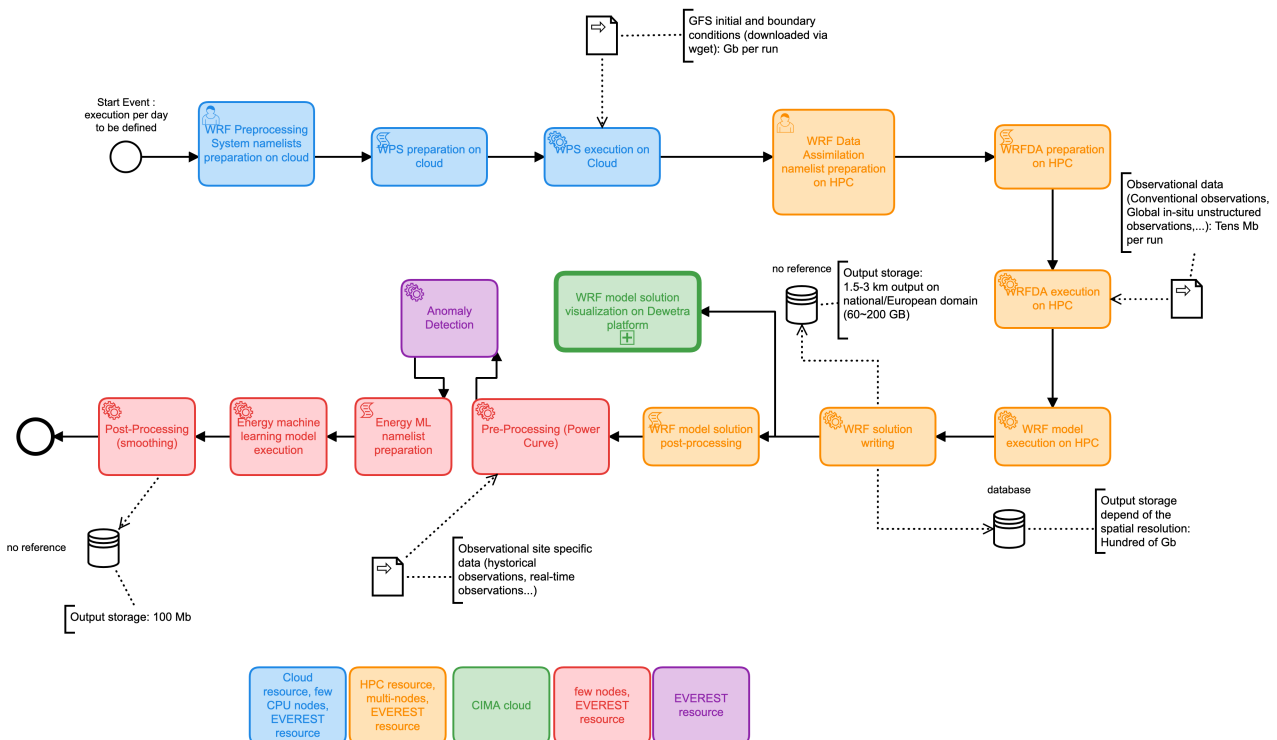 GFS initial and boundary
conditions (downloaded via
wget): Gb per run
Start Event :
execution per day
to be defined
WRF Preprocessing
System namelists
preparation on cloud
WPS preparation on
cloud
WPS execution on
Cloud
WRF Data
Assimilation
namelist preparation
on HPC
WRFDA preparation
on HPC
Observational data
(Conventional observations,
Global in-situ unstructured
observations,...): Tens Mb
per run
WRFDA execution
on HPC
no reference
Output storage:
1.5-3 km output on
national/European domain
(60~200 GB)
WRF model solution
visualization on Dewetra
platform
Anomaly
Detection
Post-Processing
(smoothing)
Energy machine
learning model
execution
Energy ML
namelist
preparation
Pre-Processing (Power
Curve)
WRF model solution
post-processing
WRF solution
writing
WRF model
execution on HPC
database
Output storage
depend of the
spatial resolution:
Hundred of Gb
no reference
Observational site specific
data (hystorical
observations, real-time
observations...)
Output storage: 100 Mb
Cloud
resource, few
CPU nodes,
EVEREST
resource
HPC resource,
multi-nodes,
EVEREST
resource
CIMA cloud
few nodes,
EVEREST
resource
EVEREST
resource